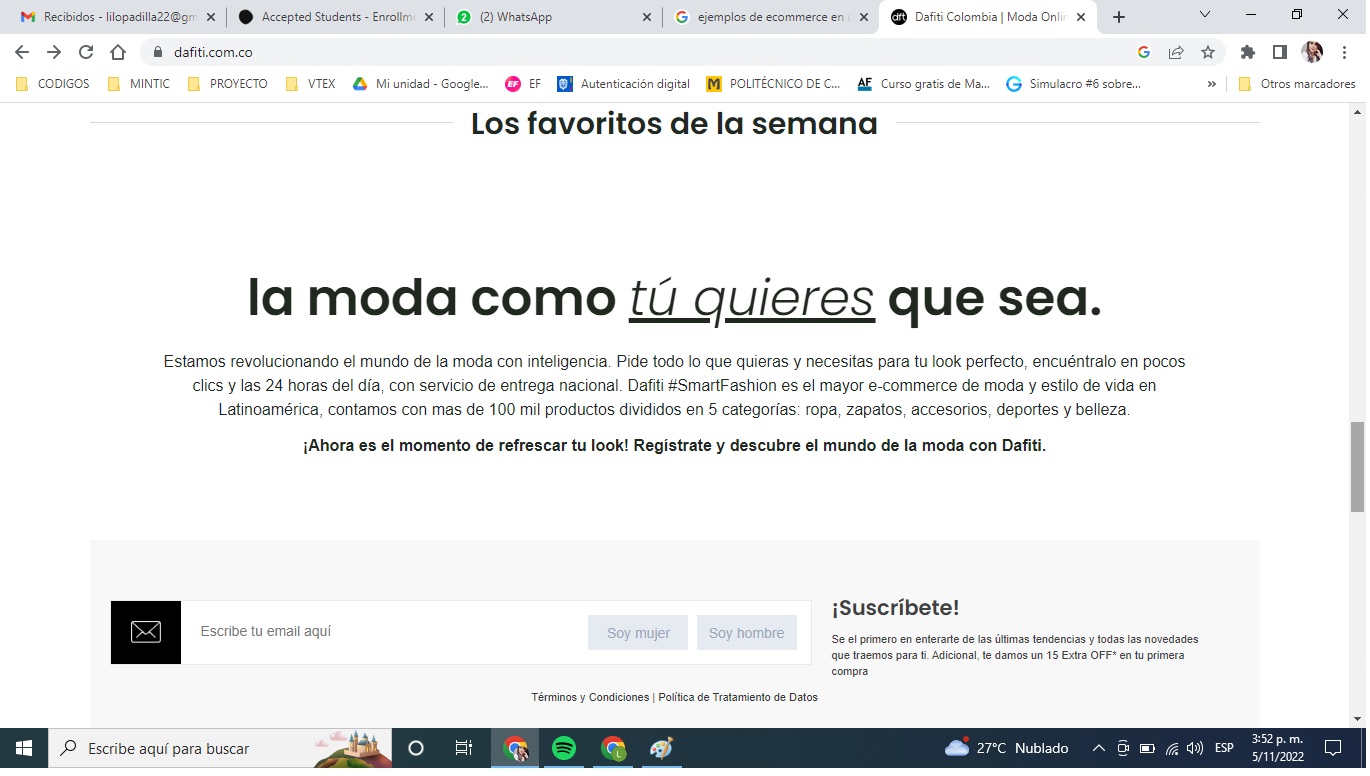 Recibidos - lilopadilla22@gm
Accepted Students - Enrollme
(2) WhatsApp
ejemplos de ecommerce en c
dft
Dafiti Colombia | Moda Onlin
dafiti.com.co
CODIGOS
MINTIC
PROYECTO
VTEX
Mi unidad - Google...
EF
EF
Autenticación digital
POLITÉCNICO DE C...
AF
Curso gratis de Ma...
Simulacro #6 sobre...
»
Otros marcadores
Los favoritos de la semana
la moda como tú quieres que sea.
Estamos revolucionando el mundo de la moda con inteligencia. Pide todo lo que quieras y necesitas para tu look perfecto, encuéntralo en pocos
clics y las 24 horas del día, con servicio de entrega nacional. Dafiti #SmartFashion es el mayor e-commerce de moda y estilo de vida en
Latinoamérica, contamos con mas de 100 mil productos divididos en 5 categorías: ropa, zapatos, accesorios, deportes y belleza.
¡Ahora es el momento de refrescar tu look! Regístrate y descubre el mundo de la moda con Dafiti.
Escribe tu email aquí
Soy mujer
Soy hombre
¡Suscríbete!
Se el primero en enterarte de las últimas tendencias y todas las novedades
que traemos para ti. Adicional, te damos un 15 Extra OFF* en tu primera
compra
Términos y Condiciones | Política de Tratamiento de Datos
Escribe aquí para buscar
27°C Nublado
ESP
3:52 p. m.
5/11/2022